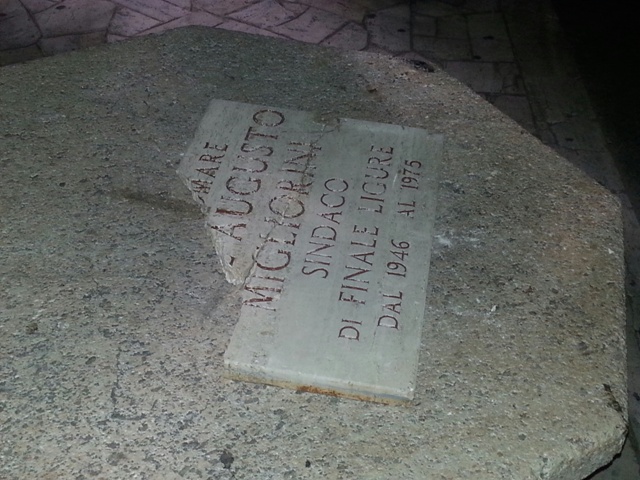 MARE
AUGUSTO
MIGLIORINI
SINDACO
DI FINALE LIGURE
DAL 1946 AL 1975